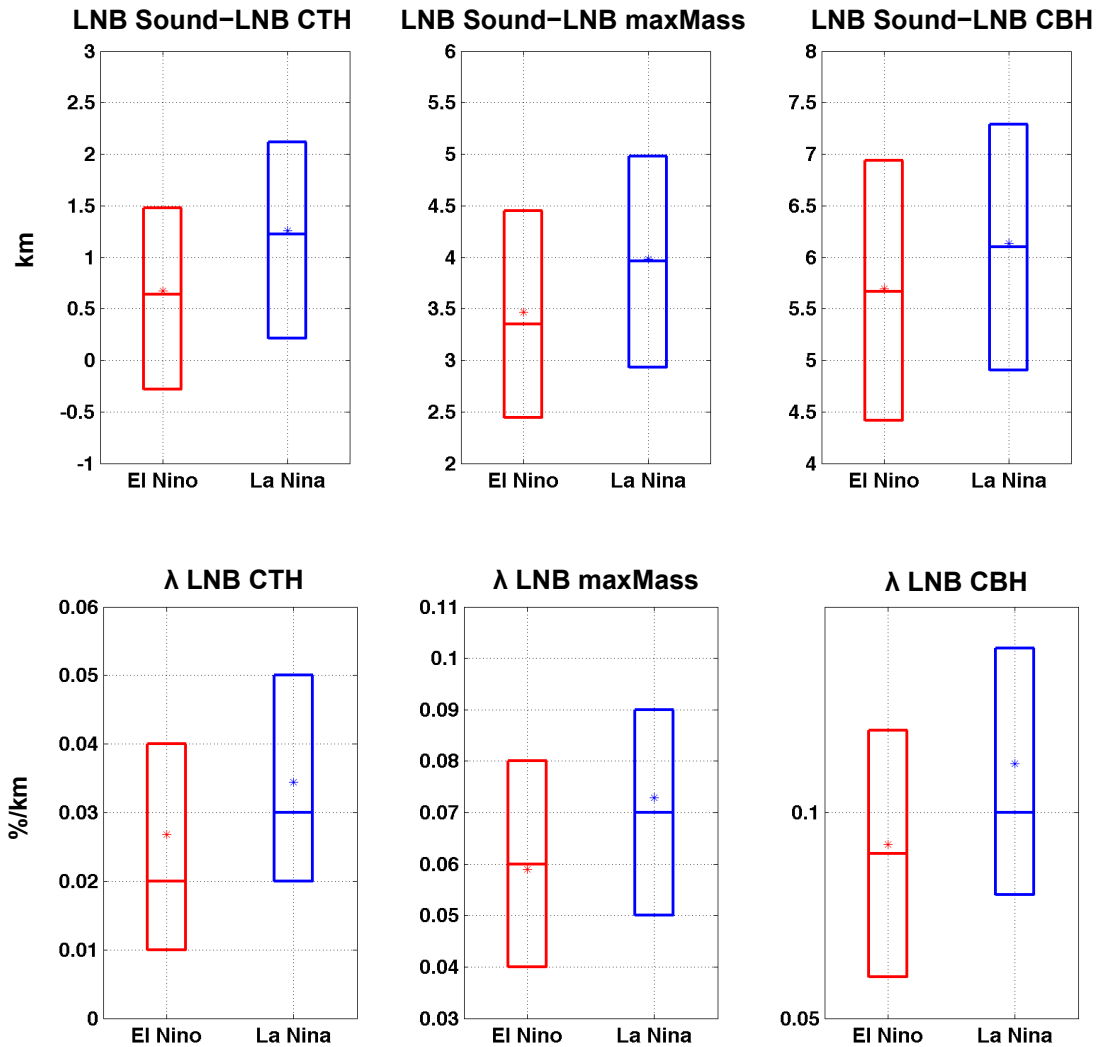 LNB Sound−LNB CTH
LNB Sound−LNB maxMass
LNB Sound−LNB CBH
3
2.5
2
1.5
1
0.5
0
-0.5
-1
km
El Nino
La Nina
6
5.5
5
4.5
4
3.5
3
2.5
2
El Nino
La Nina
8
7.5
7
6.5
6
5.5
5
4.5
4
El Nino
La Nina
λ LNB CTH
λ LNB maxMass
λ LNB CBH
0.06
0.05
0.04
0.03
0.02
0.01
0
%/km
El Nino
La Nina
0.11
0.1
0.09
0.08
0.07
0.06
0.05
0.04
0.03
El Nino
La Nina
0.1
0.05
El Nino
La Nina